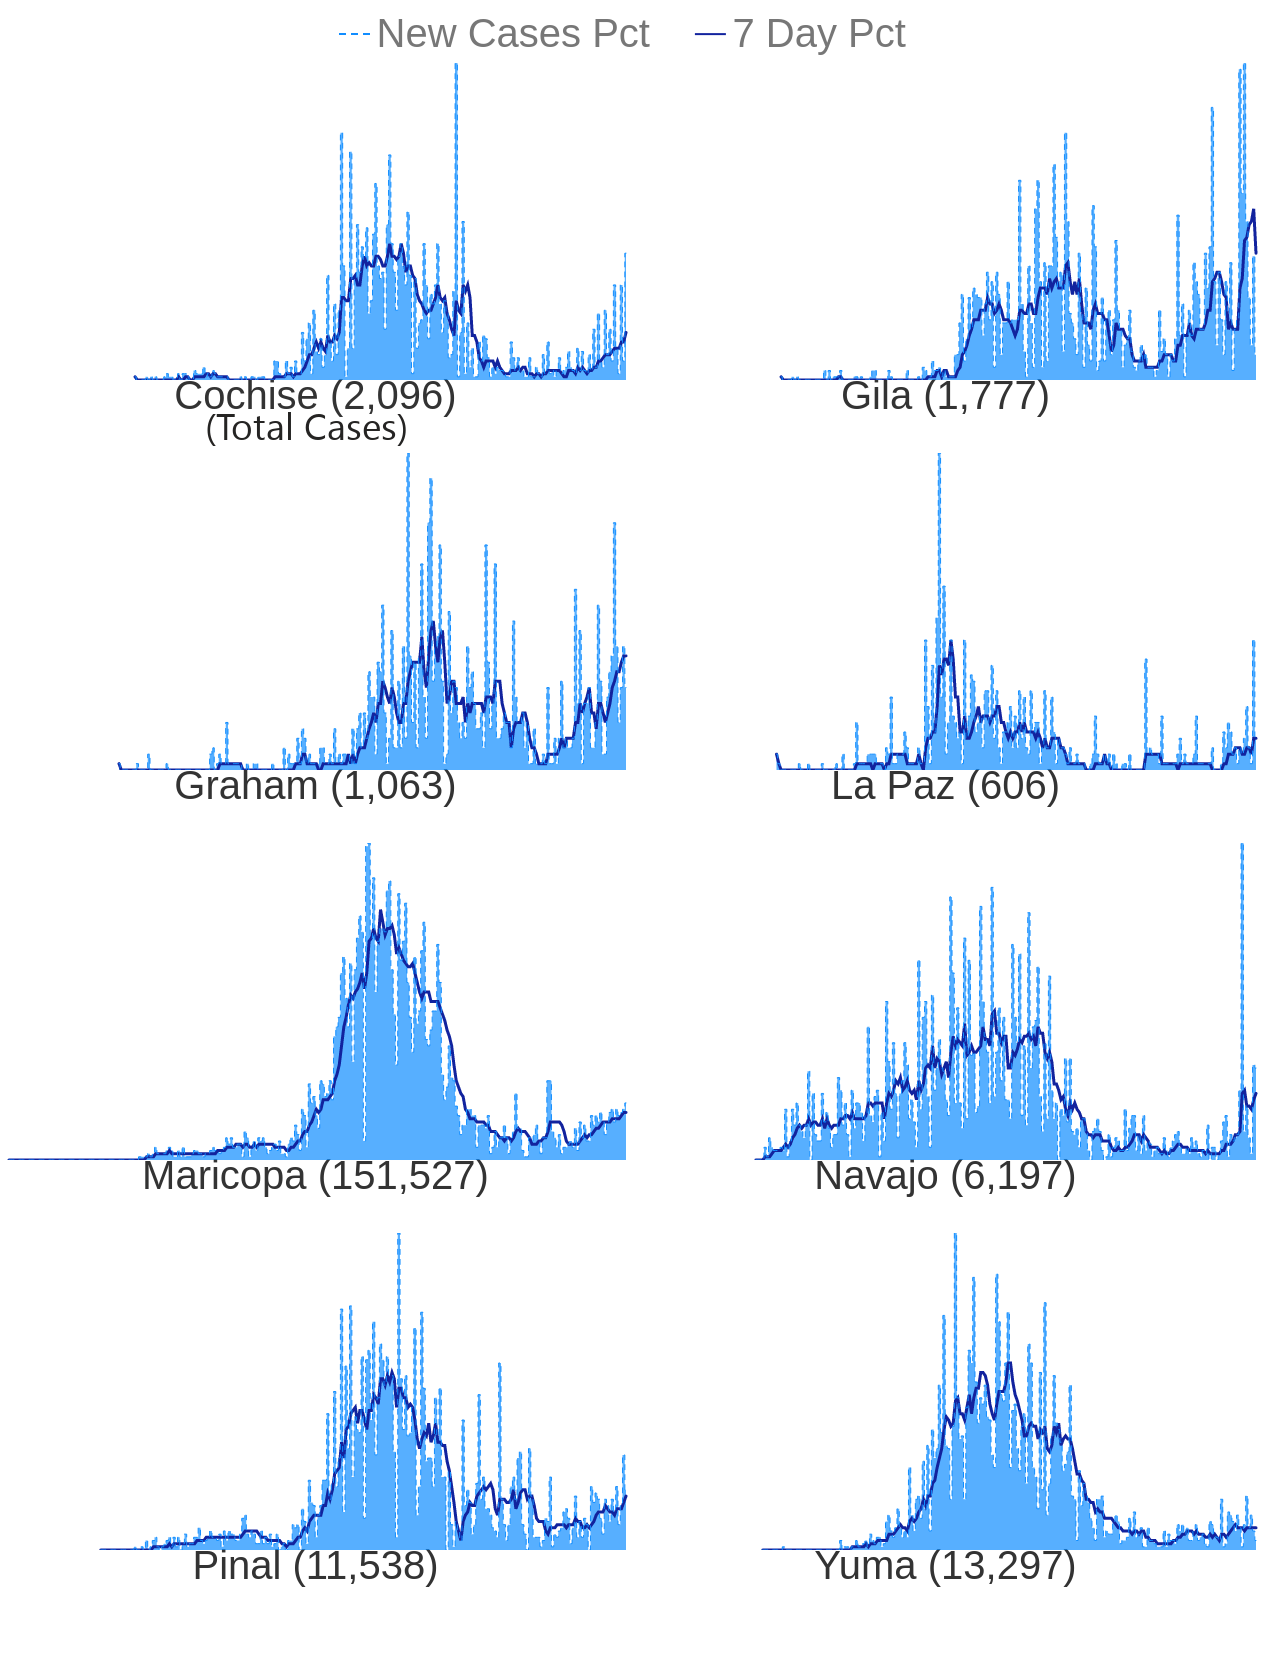 New Cases Pct 7 Day Pct
Cochise (2,096) Gila (1,777)
(Total Cases)
Graham (1,063) La Paz (606)
Maricopa (151,527) Navajo (6,197)
Pinal (11,538) Yuma (13,297)